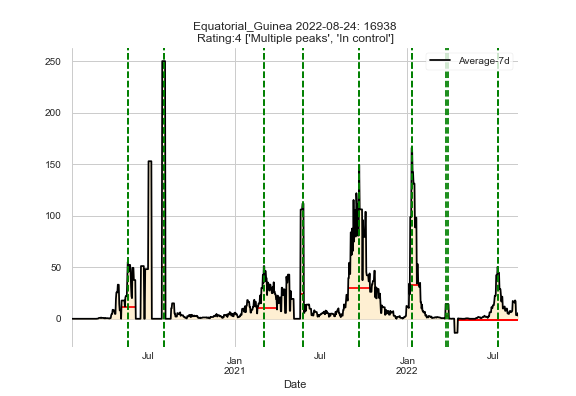 Equatorial_Guinea 2022-08-24: 16938
Rating:4 ['Multiple peaks', 'In control']
Average-7d
250
200
150
100
50
0
Jul
Jan
2021
Jul
Jan
2022
Jul
Date